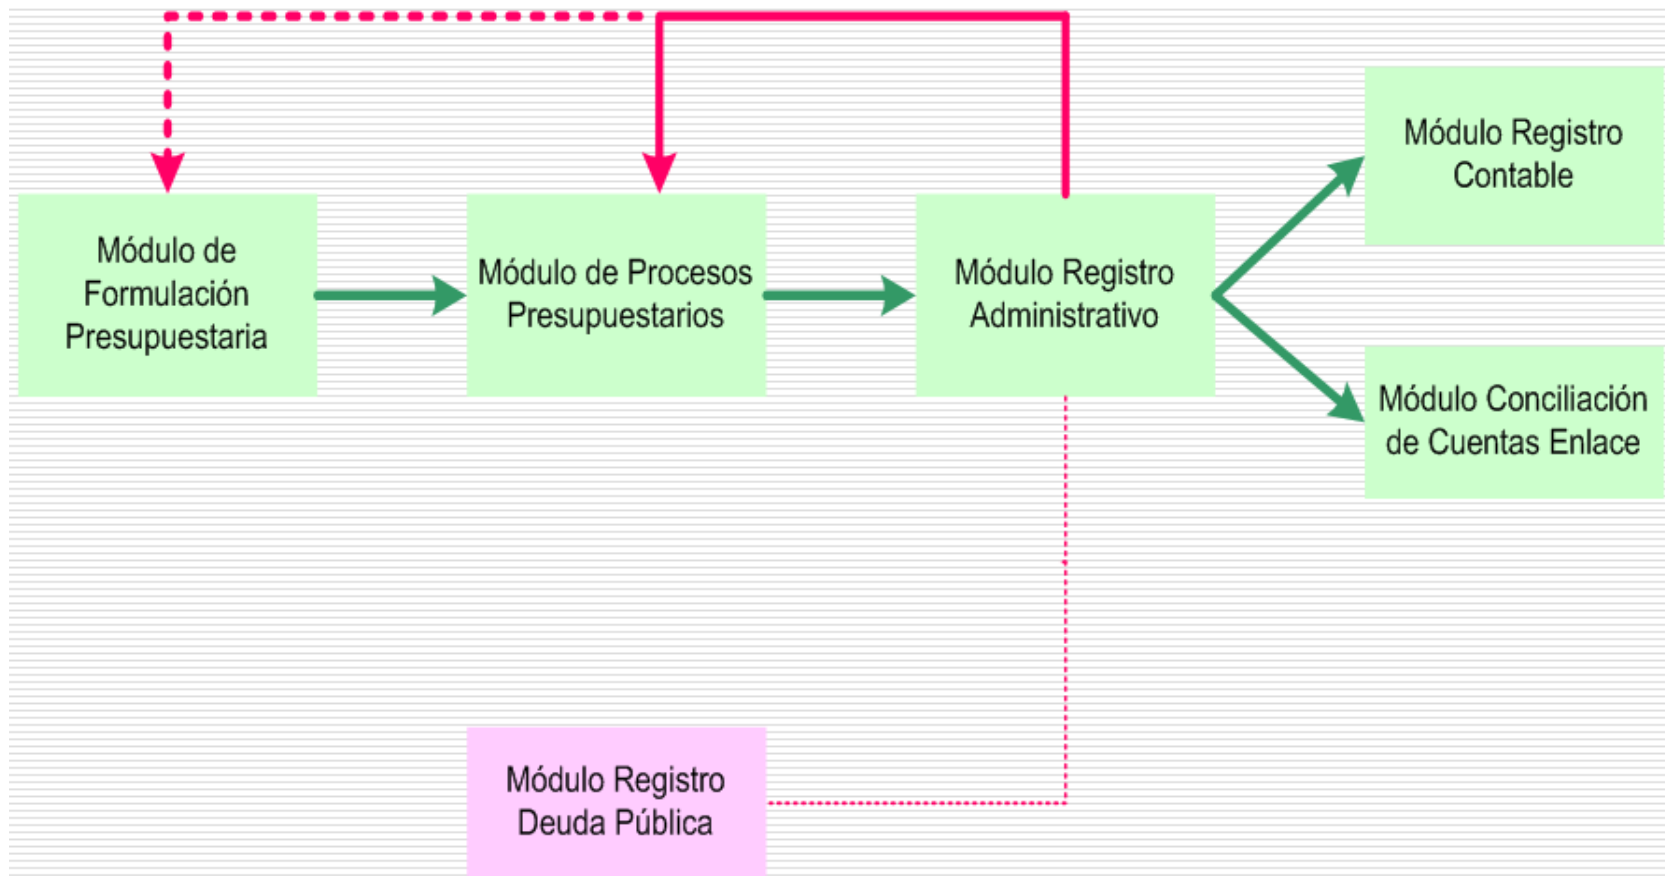 Módulo de
Formulación
Presupuestaria
Módulo de Procesos
Presupuestarios
Módulo Registro
Administrativo
Módulo Registro
Contable
Módulo Conciliación
de Cuentas Enlace
Módulo Registro
Deuda Pública